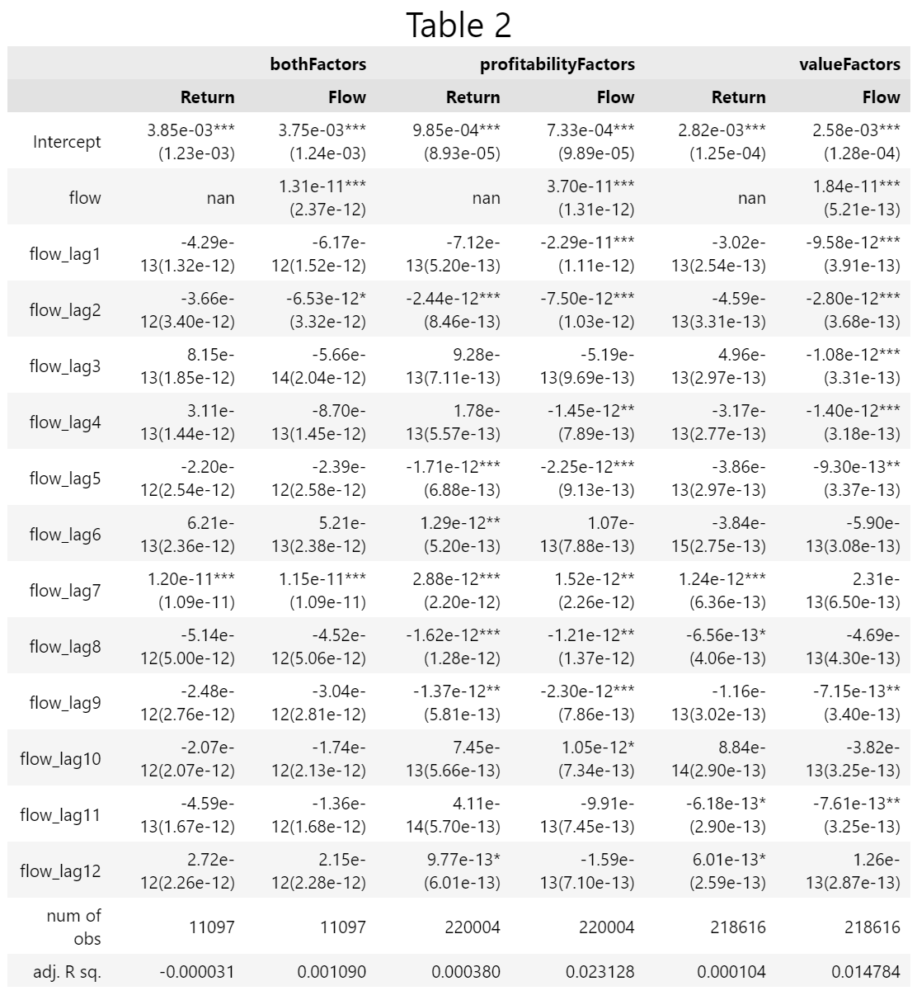 Table 2
bothFactors profitabilityFactors valueFactors
Return Flow Return Flow Return Flow
3.85e-03*** 3.75e-03*** 9.85e-04*** 7.33e-04*** 2.82e-03*** 2.58e-03***
Intercept
(1.23e-03) (1.24e-03) (8.93e-05) (9.89e-05) (1.25e-04) (1.28e-04)
1.31e-11*** 3.70e-11*** 1.84e-11***
flow nan nan nan
(2.37e-12) (1.31e-12) (5.21e-13)
-4.29e- -6.17e- -7.12e- -2.29e-11*** -3.02e- -9.58e-12***
flow_lag1
13(1.32e-12) 12(1.52e-12) 13(5.20e-13) (1.11e-12) 13(2.54e-13) (3.91e-13)
-3.66e- -6.53e-12* -2.44e-12*** -7.50e-12*** -4.59e- -2.80e-12***
flow_lag2
12(3.40e-12) (3.32e-12) (8.46e-13) (1.03e-12) 13(3.31e-13) (3.68e-13)
8.15e- -5.66e- 9.28e- -5.19e- 4.96e- -1.08e-12***
flow_lag3
13(1.85e-12) 14(2.04e-12) 13(7.11e-13) 13(9.69e-13) 13(2.97e-13) (3.31e-13)
3.11e- -8.70e- 1.78e- -1.45e-12** -3.17e- -1.40e-12***
flow_lag4
13(1.44e-12) 13(1.45e-12) 13(5.57e-13) (7.89e-13) 13(2.77e-13) (3.18e-13)
-2.20e- -2.39e- -1.71e-12*** -2.25e-12*** -3.86e- -9.30e-13**
flow_lag5
12(2.54e-12) 12(2.58e-12) (6.88e-13) (9.13e-13) 13(2.97e-13) (3.37e-13)
6.21e- 5.21e- 1.29e-12** 1.07e- -3.84e- -5.90e-
flow_lag6
13(2.36e-12) 13(2.38e-12) (5.20e-13) 13(7.88e-13) 15(2.75e-13) 13(3.08e-13)
1.20e-11*** 1.15e-11*** 2.88e-12*** 1.52e-12** 1.24e-12*** 2.31e-
flow_lag7
(1.09e-11) (1.09e-11) (2.20e-12) (2.26e-12) (6.36e-13) 13(6.50e-13)
-5.14e- -4.52e- -1.62e-12*** -1.21e-12** -6.56e-13* -4.69e-
flow_lag8
12(5.00e-12) 12(5.06e-12) (1.28e-12) (1.37e-12) (4.06e-13) 13(4.30e-13)
-2.48e- -3.04e- -1.37e-12** -2.30e-12*** -1.16e- -7.15e-13**
flow_lag9
12(2.76e-12) 12(2.81e-12) (5.81e-13) (7.86e-13) 13(3.02e-13) (3.40e-13)
-2.07e- -1.74e- 7.45e- 1.05e-12* 8.84e- -3.82e-
flow_lag10
12(2.07e-12) 12(2.13e-12) 13(5.66e-13) (7.34e-13) 14(2.90e-13) 13(3.25e-13)
-4.59e- -1.36e- 4.11e- -9.91e- -6.18e-13* -7.61e-13**
flow_lag11
13(1.67e-12) 12(1.68e-12) 14(5.70e-13) 13(7.45e-13) (2.90e-13) (3.25e-13)
2.72e- 2.15e- 9.77e-13* -1.59e- 6.01e-13* 1.26e-
flow_lag12
12(2.26e-12) 12(2.28e-12) (6.01e-13) 13(7.10e-13) (2.59e-13) 13(2.87e-13)
num of
11097 11097 220004 220004 218616 218616
obs
adj. R sq. -0.000031 0.001090 0.000380 0.023128 0.000104 0.014784